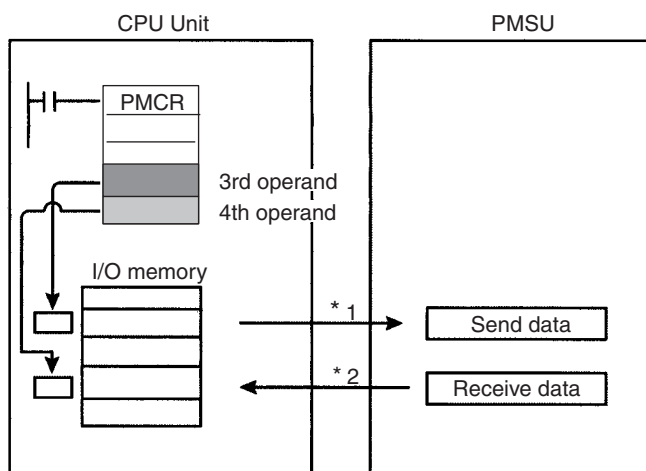 CPU Unit
PMSU
PMCR
3rd operand
4th operand
I/O memory
* 1
Send data
* 2
Receive data